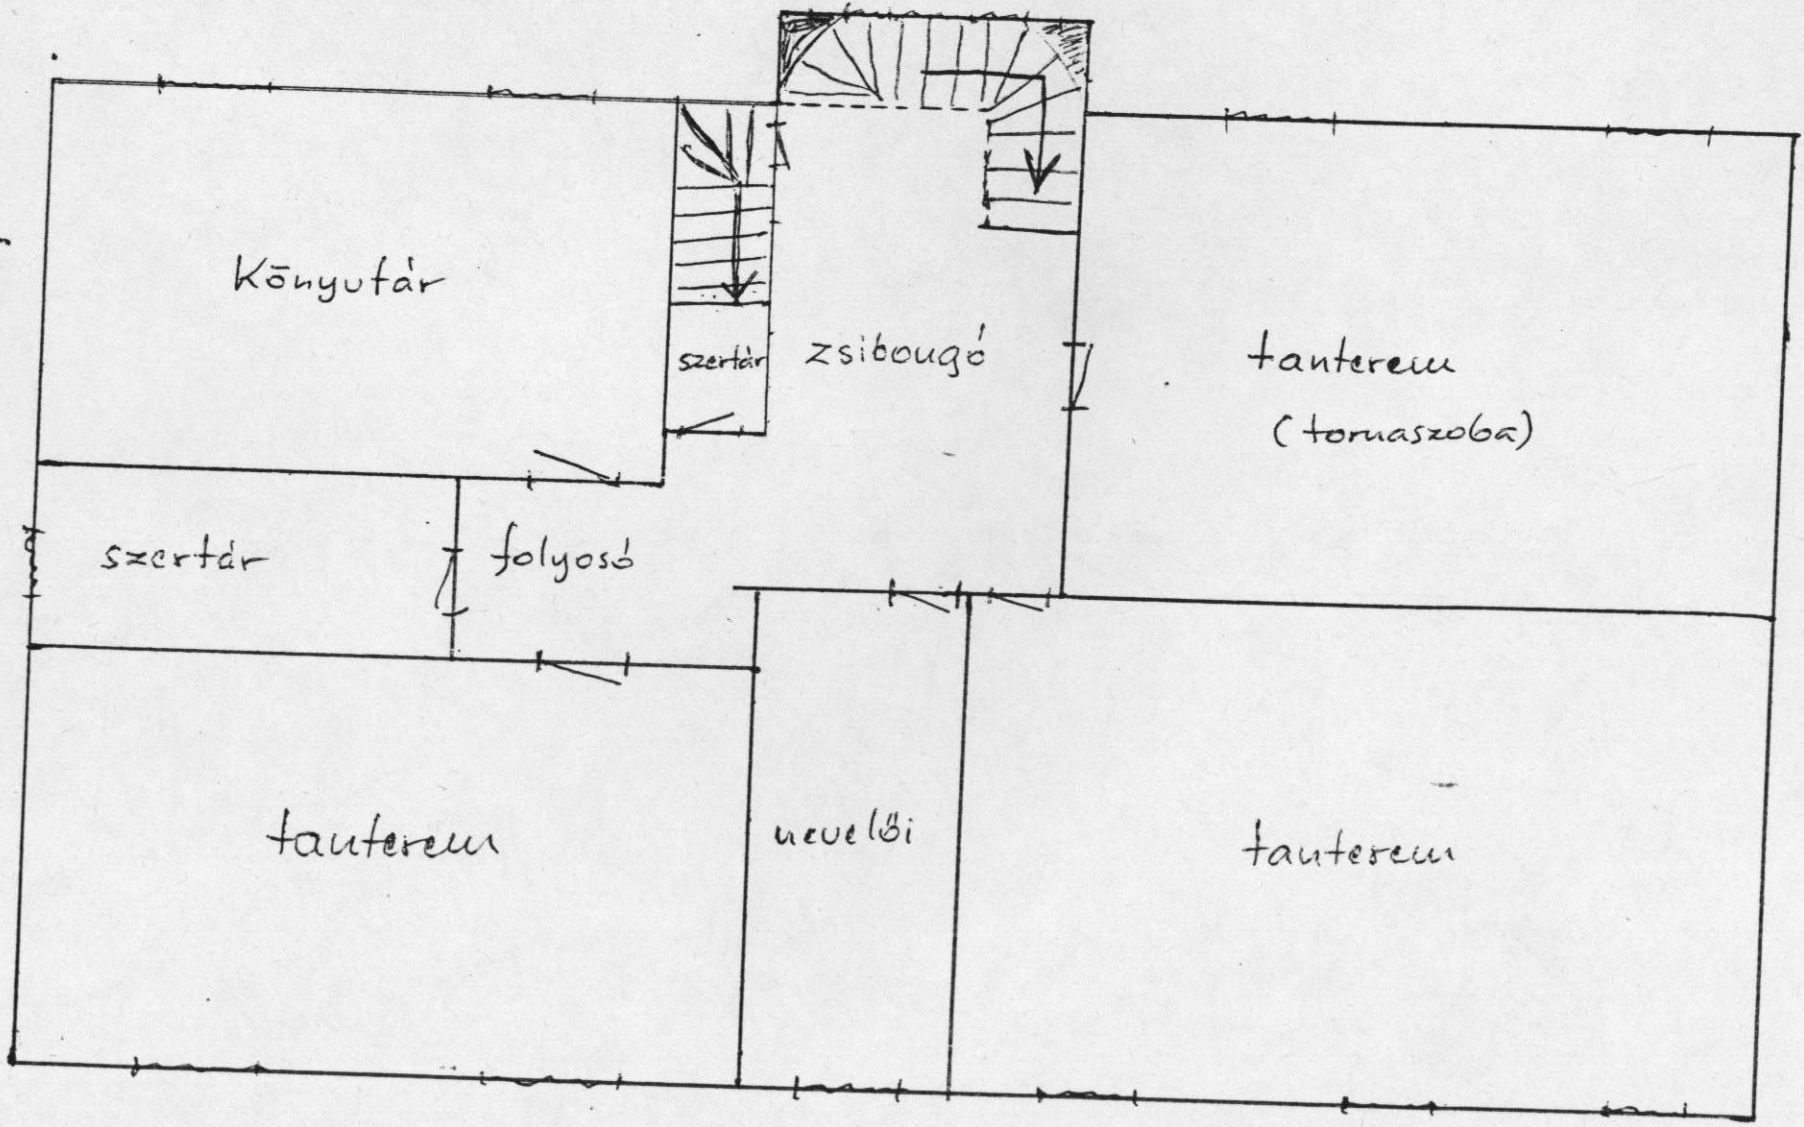 Könyvtár
szertár
zsibongó
tanterem
(tornaszoba)
szertár
folyosó
tanterem
nevelői
tanterem